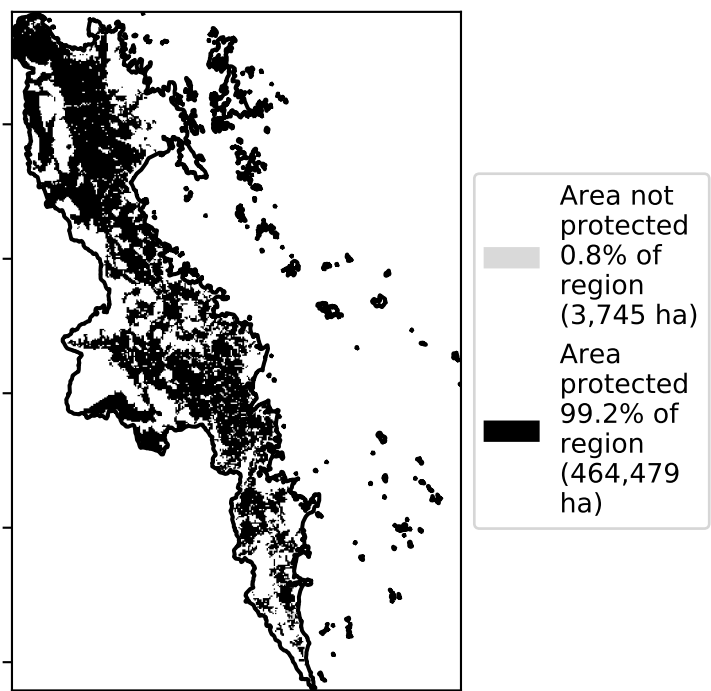 Area not
protected
0.8% of
region
(3,745 ha)
Area
protected
99.2% of
region
(464,479
ha)